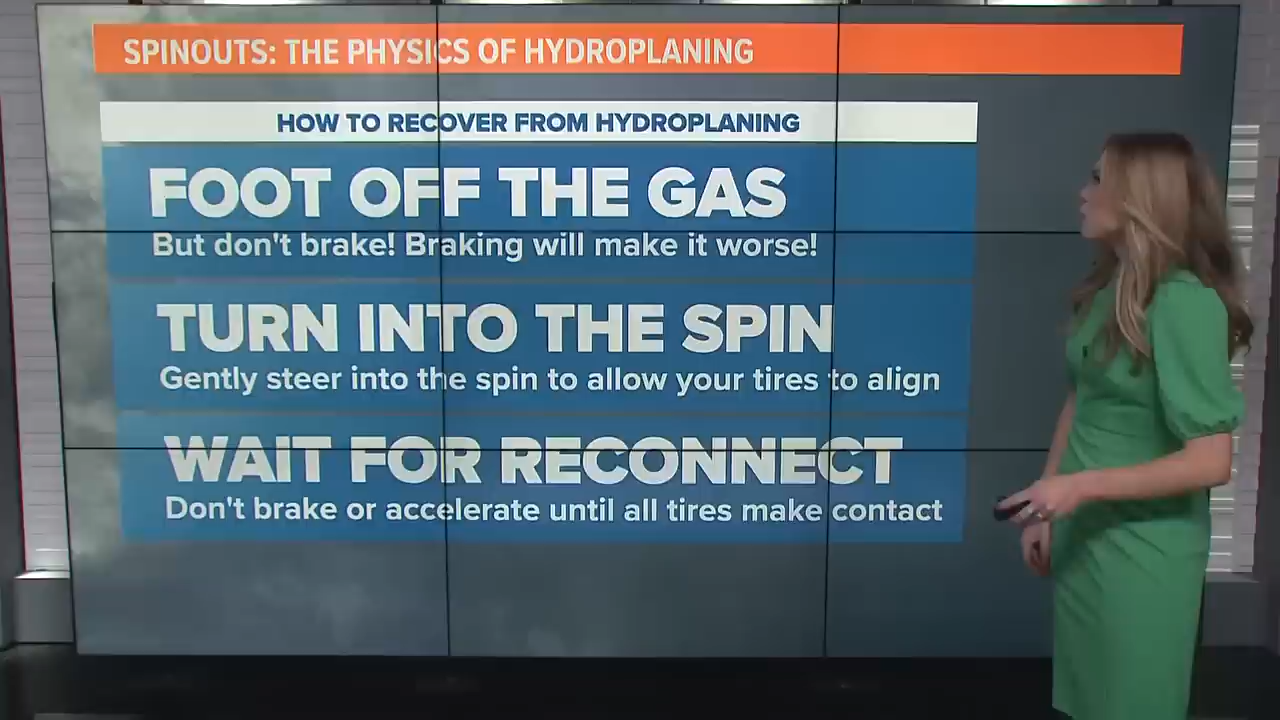 SPINOUTS: THE PHYSICS OF HYDROPLANING
HOW TO RECOVER FROM HYDROPLANING
FOOT OFF THE GAS
But don't brake! Braking will make it worse!
TURN INTO THE SPIN
Gently steer into the spin to allow your tires to align
WAIT FOR RECONNECT
Don't brake or accelerate until all tires make contact